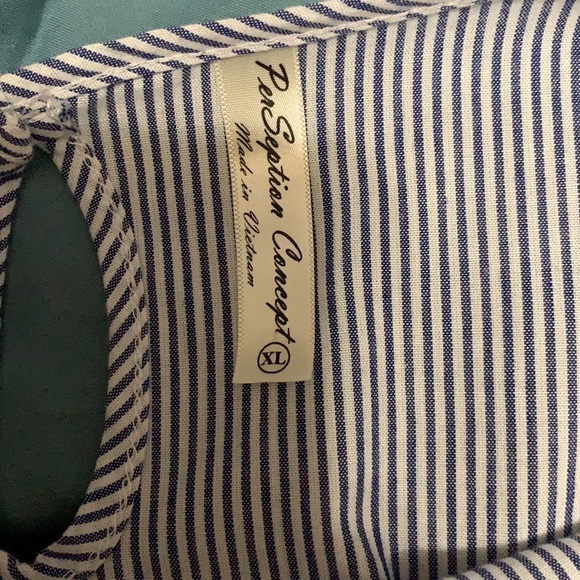 PerSeption Concept
Made in Vietnam
XL